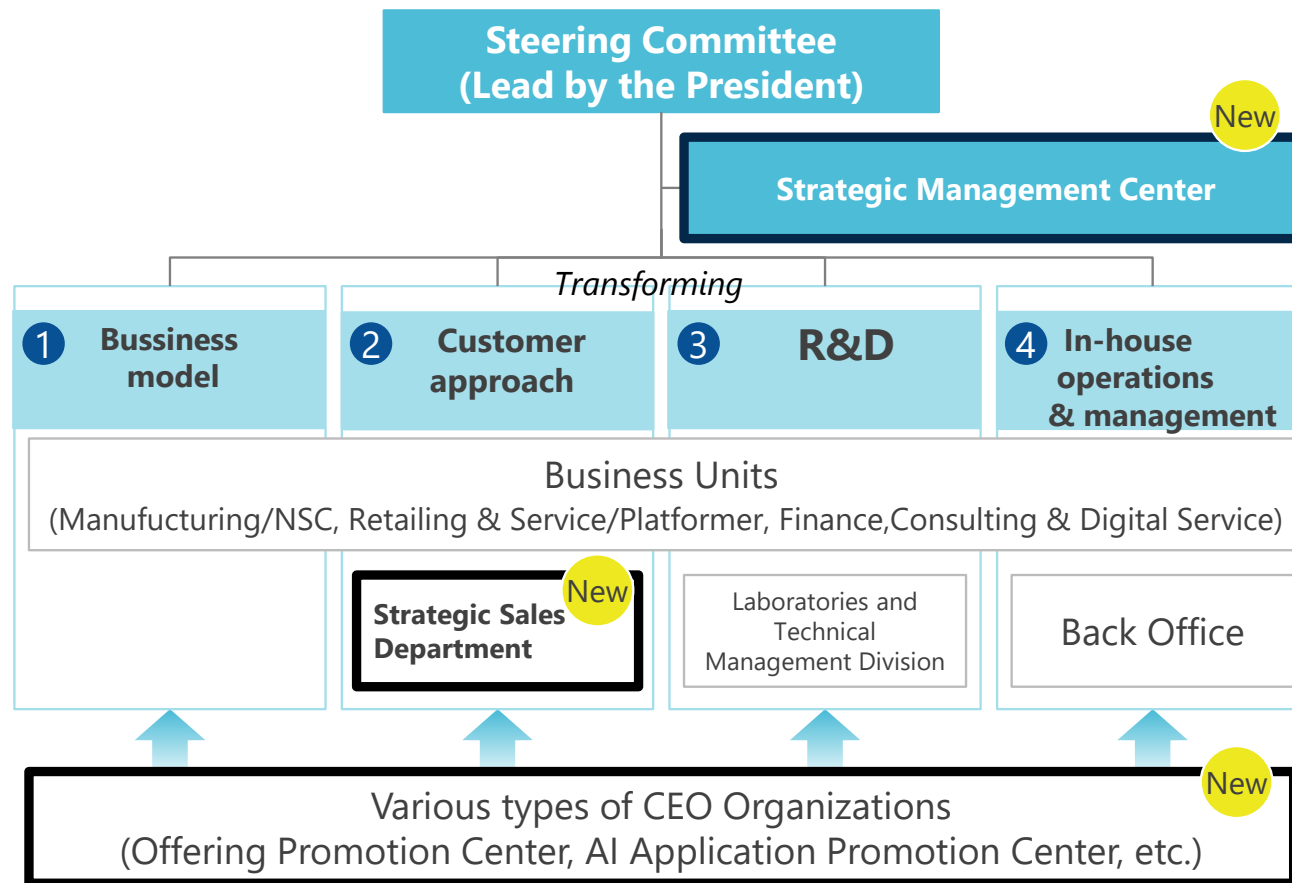 Steering Committee
(Lead by the President)
New
Strategic Management Center
Transforming
1
Bussiness
model
2
Customer
approach
3
R&D
4
In-house
operations
& management
Business Units
(Manufucturing/NSC, Retailing & Service/Platformer, Finance,Consulting & Digital Service)
New
Strategic Sales
Department
Laboratories and
Technical
Management Division
Back Office
New
Various types of CEO Organizations
(Offering Promotion Center, AI Application Promotion Center, etc.)